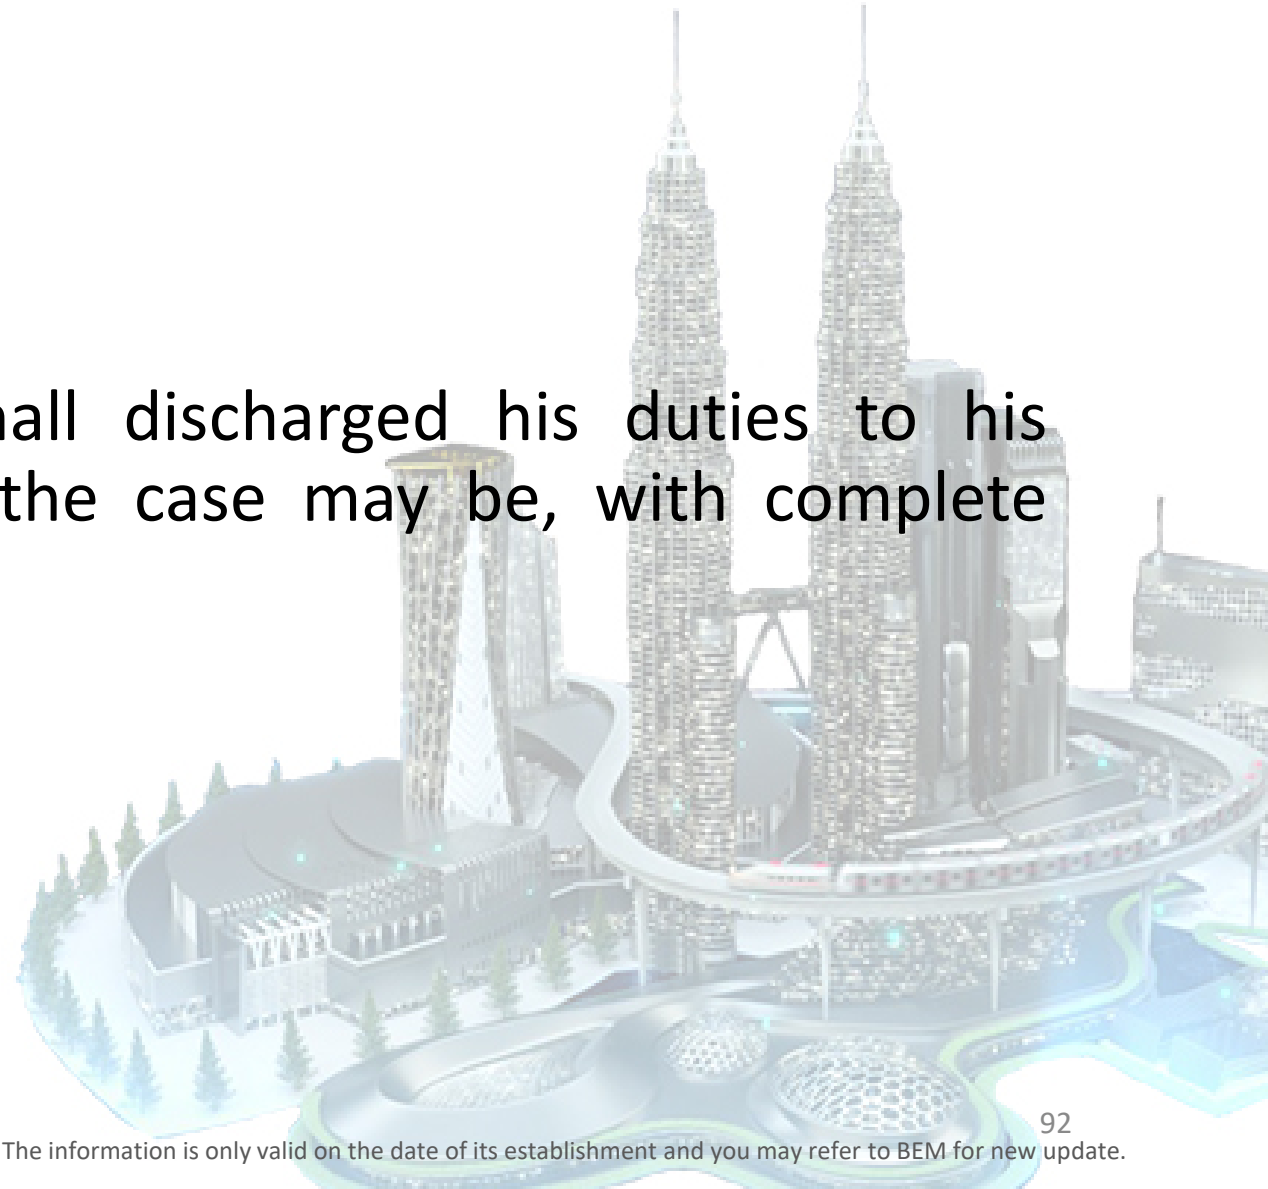 all discharged his duties to his
the case may be, with complete
92
The information is only valid on the date of its establishment and you may refer to BEM for new update.